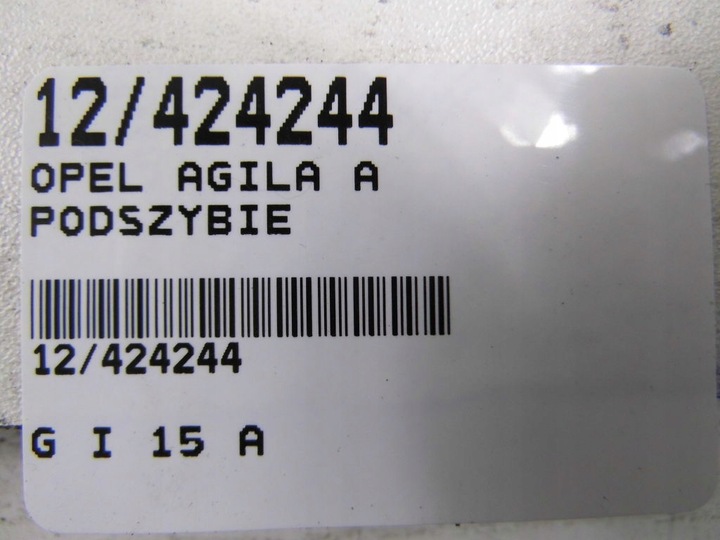 12/424244
OPEL AGILA A
PODSZYBIE
12/424244
G I 15 A